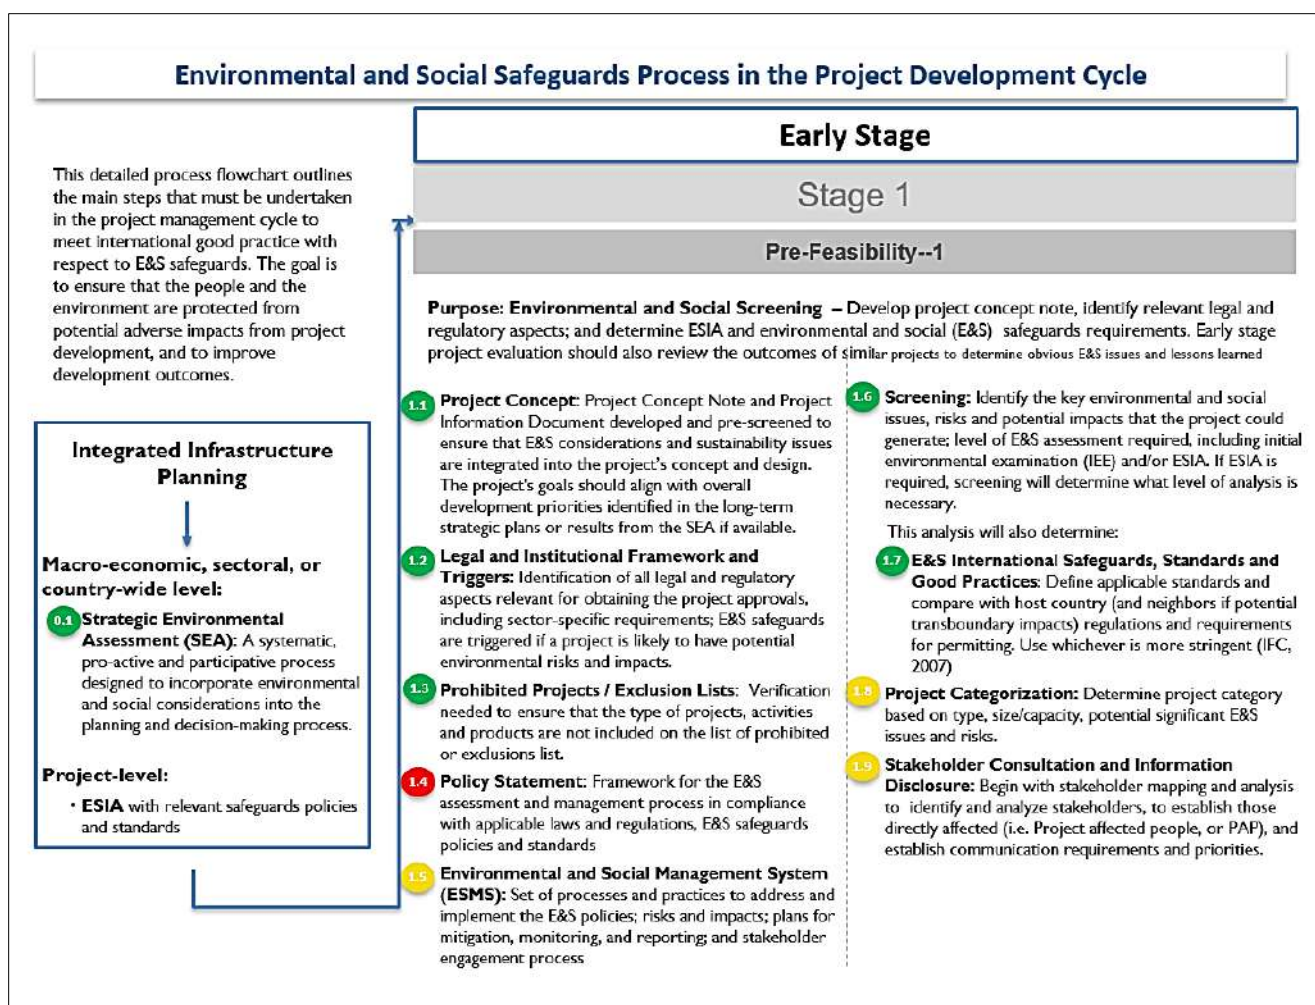 Environmental and Social Safeguards Process in the Project Development Cycle
Early Stage
Stage 1
Pre-Feasibility--1
This detailed process flowchart outlines
the main steps that must be undertaken
in the project management cycle to
meet international good practice with
respect to E&S safeguards. The goal is
to ensure that the people and the
environment are protected from
potential adverse impacts from project
development, and to improve
development outcomes.
Integrated Infrastructure
Planning
Macro-economic, sectoral, or
country-wide level:
0.1 Strategic Environmental
Assessment (SEA): A systematic,
pro-active and participative process
designed to incorporate environmental
and social considerations into the
planning and decision-making process.
Project-level:
• ESIA with relevant safeguards policies
and standards
Purpose: Environmental and Social Screening – Develop project concept note, identify relevant legal and
regulatory aspects; and determine ESIA and environmental and social (E&S) safeguards requirements. Early stage
project evaluation should also review the outcomes of similar projects to determine obvious E&S issues and lessons learned
1.1 Project Concept: Project Concept Note and Project
Information Document developed and pre-screened to
ensure that E&S considerations and sustainability issues
are integrated into the project's concept and design.
The project's goals should align with overall
development priorities identified in the long-term
strategic plans or results from the SEA if available.
1.2 Legal and Institutional Framework and
Triggers: Identification of all legal and regulatory
aspects relevant for obtaining the project approvals,
including sector-specific requirements; E&S safeguards
are triggered if a project is likely to have potential
environmental risks and impacts.
1.3 Prohibited Projects / Exclusion Lists: Verification
needed to ensure that the type of projects, activities
and products are not included on the list of prohibited
or exclusions list.
1.4 Policy Statement: Framework for the E&S
assessment and management process in compliance
with applicable laws and regulations, E&S safeguards
policies and standards
1.5 Environmental and Social Management System
(ESMS): Set of processes and practices to address and
implement the E&S policies; risks and impacts; plans for
mitigation, monitoring, and reporting; and stakeholder
engagement process
1.6 Screening: Identify the key environmental and social
issues, risks and potential impacts that the project could
generate; level of E&S assessment required, including initial
environmental examination (IEE) and/or ESIA. If ESIA is
required, screening will determine what level of analysis is
necessary.
This analysis will also determine:
1.7 E&S International Safeguards, Standards and
Good Practices: Define applicable standards and
compare with host country (and neighbors if potential
transboundary impacts) regulations and requirements
for permitting. Use whichever is more stringent (IFC,
2007)
1.8 Project Categorization: Determine project category
based on type, size/capacity, potential significant E&S
issues and risks.
1.9 Stakeholder Consultation and Information
Disclosure: Begin with stakeholder mapping and analysis
to identify and analyze stakeholders, to establish those
directly affected (i.e. Project affected people, or PAP), and
establish communication requirements and priorities.